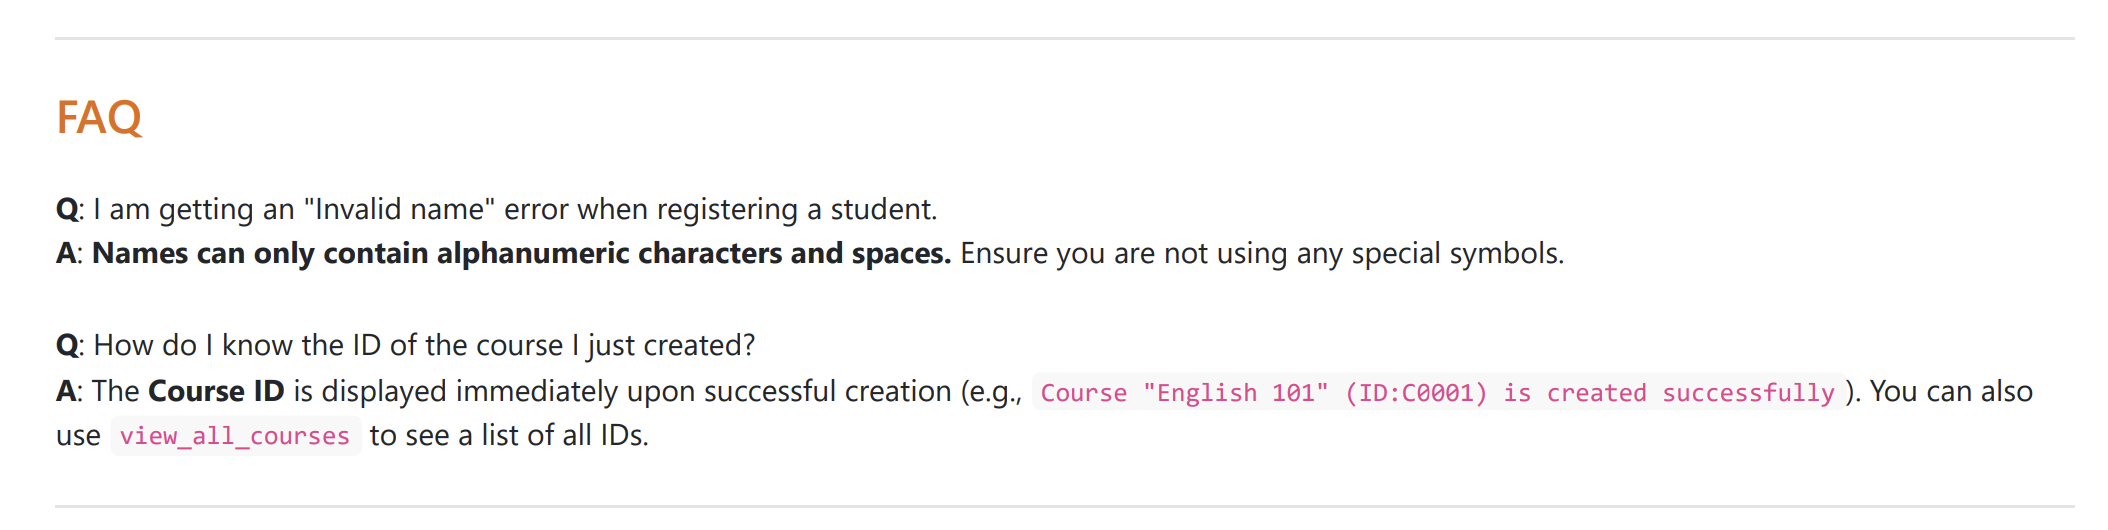 FAQ
Q: I am getting an "Invalid name" error when registering a student.
A: Names can only contain alphanumeric characters and spaces. Ensure you are not using any special symbols.
Q: How do I know the ID of the course I just created?
A: The Course ID is displayed immediately upon successful creation (e.g., Course "English 101" (ID:C0001) is created successfully). You can also
use view_all_courses to see a list of all IDs.